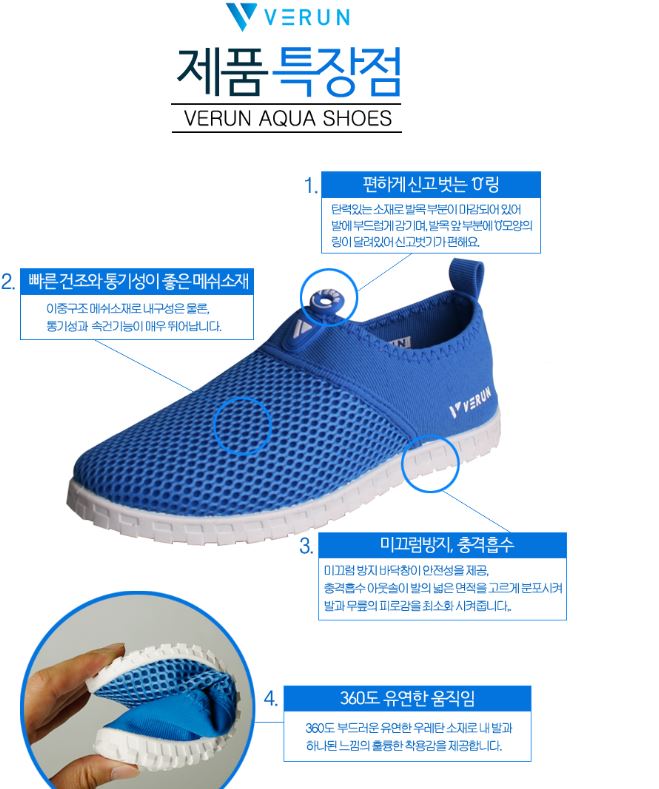 VERUN
제품 특장점
VERUN AQUA SHOES
1. 편하게 신고 벗는 'O'링
탄력있는 소재로 발목 부분이 마감되어 있어
발에 부드럽게 감기며, 발목 앞 부분에 'O'모양의
링이 달려있어 신고벗기가 편해요.
2. 빠른 건조와 통기성이 좋은 메쉬소재
이중구조 메쉬소재로 내구성은 물론,
통기성과 속건기능이 매우 뛰어납니다.
VERUN
3. 미끄럼방지, 충격흡수
미끄럼 방지 바닥창이 안전성을 제공,
충격흡수 아웃솔이 발의 넓은 면적을 고르게 분포시켜
발과 무릎의 피로감을 최소화 시켜줍니다..
4. 360도 유연한 움직임
360도 부드러운 유연한 우레탄 소재로 내 발과
하나된 느낌의 훌륭한 착용감을 제공합니다.